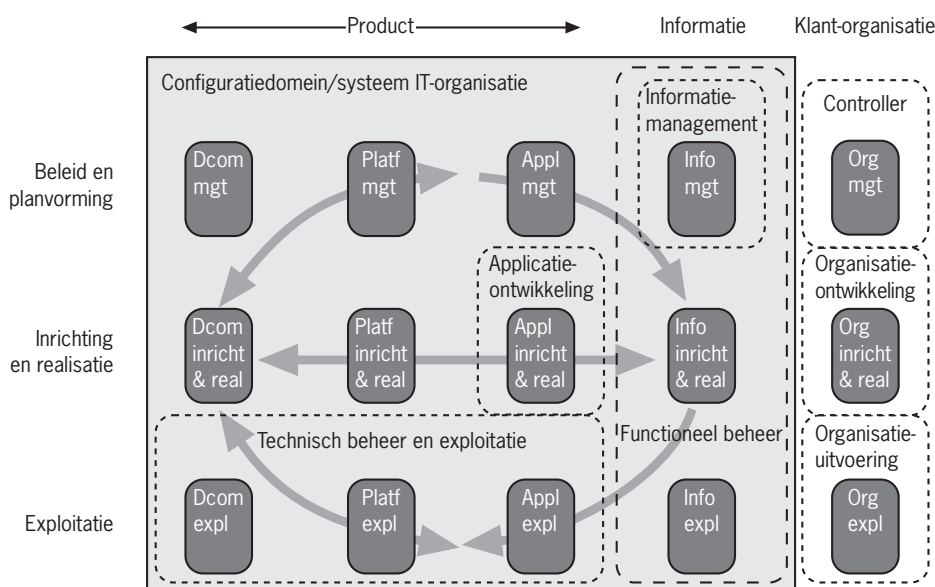 Product
Informatie
Klant-organisatie
Configuratiedomein/systeem IT-organisatie
Informatie-
management
Controller
Beleid en
planvorming
Dcom
mgt
Platf
mgt
Appl
mgt
Info
mgt
Org
mgt
Applicatie-
ontwikkeling
Organisatie-
ontwikkeling
Inrichting
en realisatie
Dcom
inricht
& real
Platf
inricht
& real
Appl
inricht
& real
Info
inricht
& real
Org
inricht
& real
Technisch beheer en exploitatie
Functioneel beheer
Organisatie-
uitvoering
Exploitatie
Dcom
expl
Platf
expl
Appl
expl
Info
expl
Org
expl